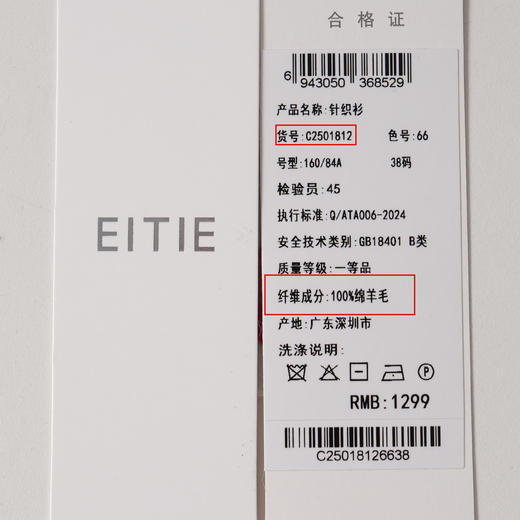 EITIE
合格证
6 943050 368529
产品名称:针织衫
货号:C2501812 色号:66
号型:160/84A 38码
检验员:45
执行标准:Q/ATA006-2024
安全技术类别:GB18401 B类
质量等级:一等品
纤维成分:100%绵羊毛
产地:广东深圳市
洗涤说明:
P
RMB:1299
C25018126638